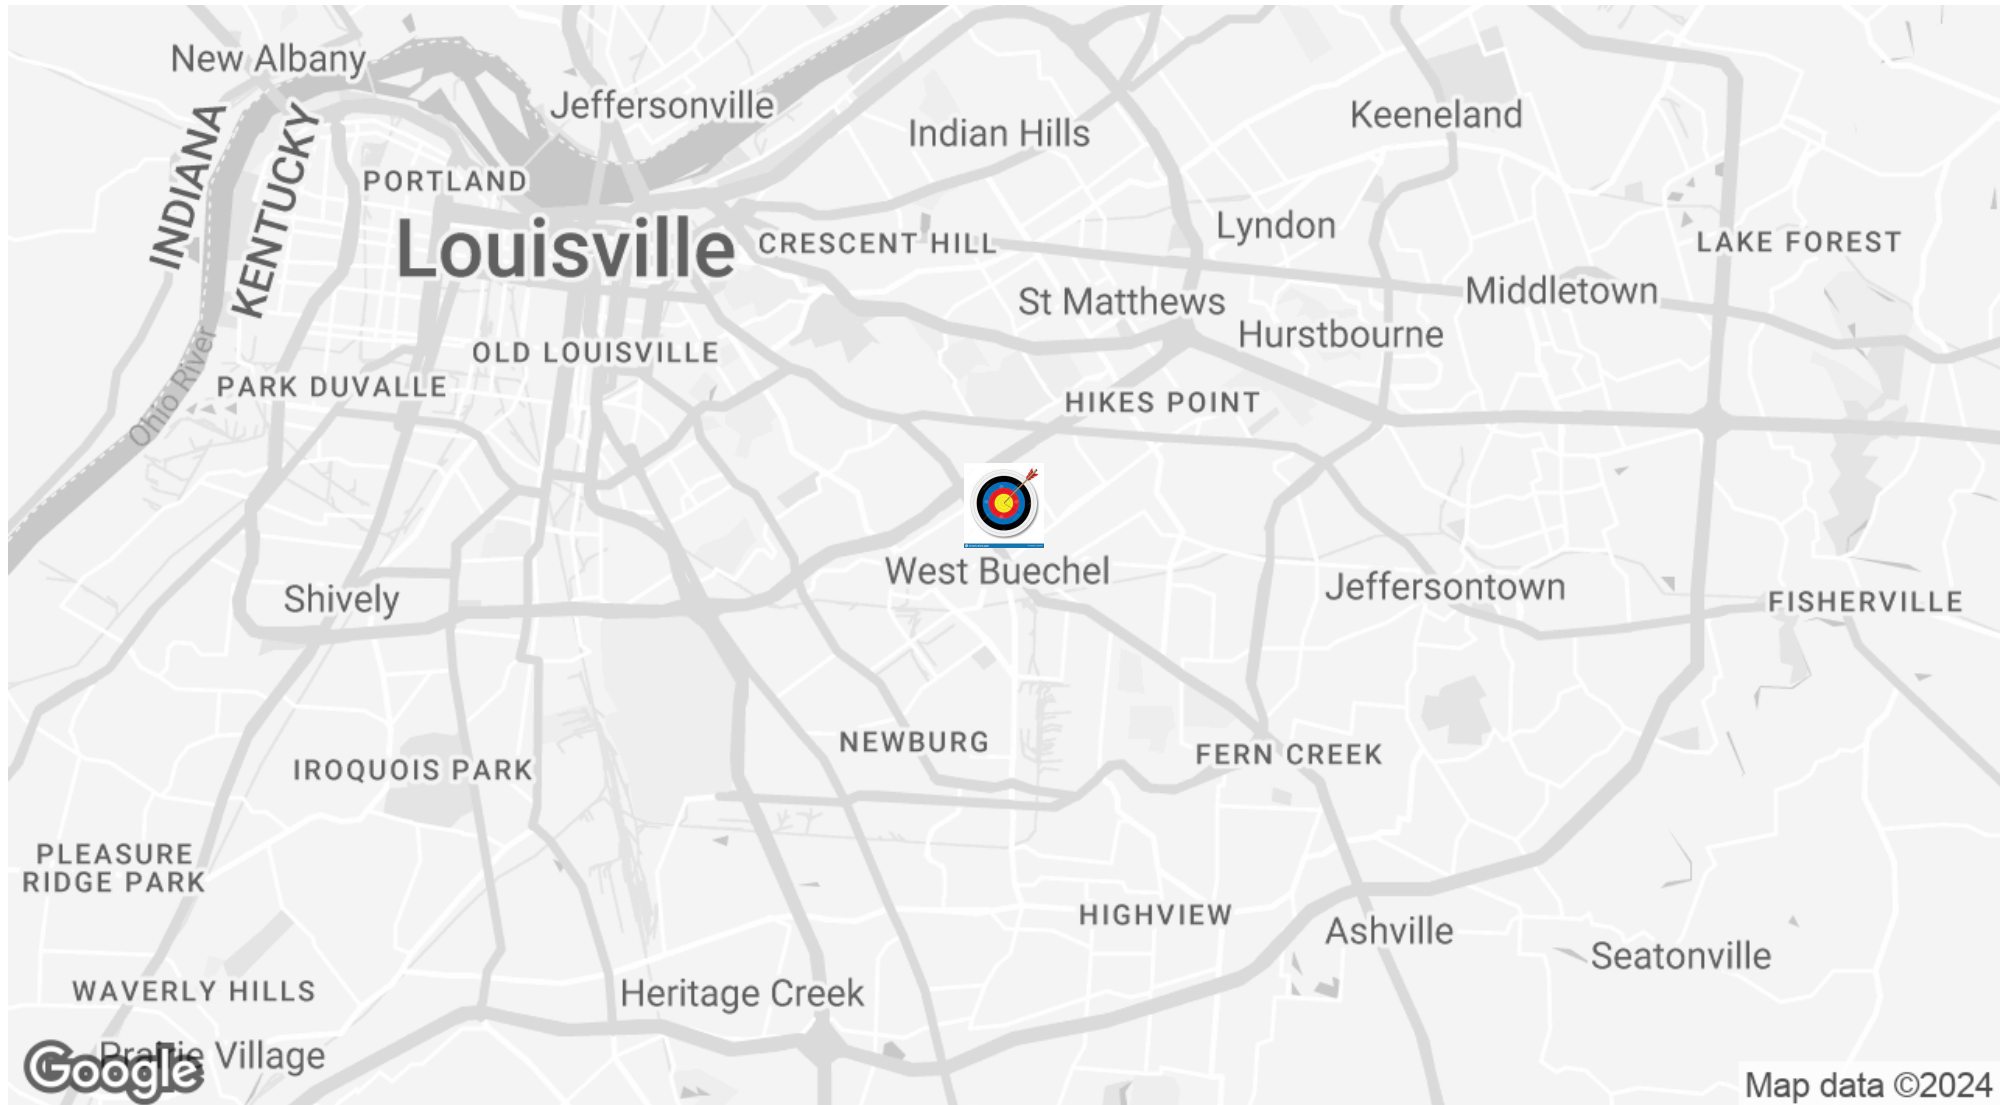 New Albany
Jeffersonville
Indian Hills
Keeneland
INDIANA
KENTUCKY
PORTLAND
Louisville
CRESCENT HILL
Lyndon
LAKE FOREST
St Matthews
Middletown
Hurstbourne
OLD LOUISVILLE
PARK DUVALLE
Ohio River
HIKES POINT
West Buechel
Shively
Jeffersontown
FISHERVILLE
NEWBURG
FERN CREEK
IROQUOIS PARK
PLEASURE
RIDGE PARK
HIGHVIEW
Ashville
Seatonville
WAVERLY HILLS
Heritage Creek
Prairie Village
Google
Map data ©2024